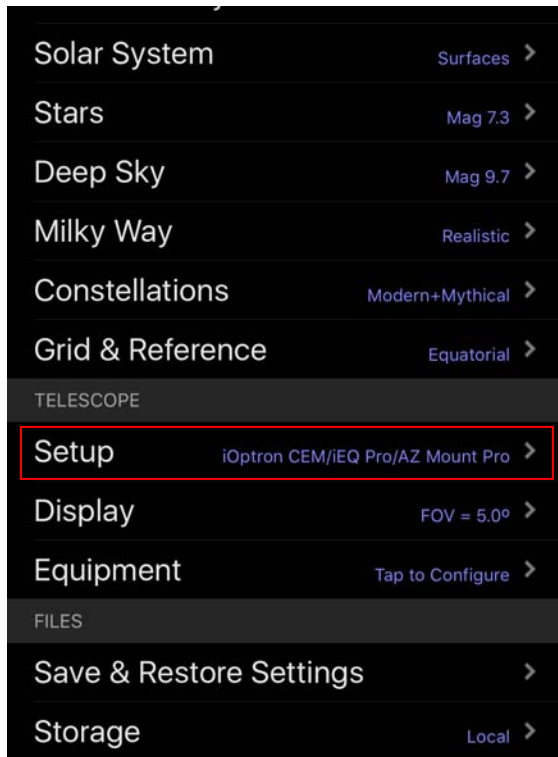 Solar System Surfaces
Stars Mag 7.3
Deep Sky Mag 9.7
Milky Way Realistic
Constellations Modern+Mythical
Grid & Reference Equatorial
TELESCOPE
Setup iOptron CEM/iEQ Pro/AZ Mount Pro
Display FOV = 5.0º
Equipment Tap to Configure
FILES
Save & Restore Settings
Storage Local